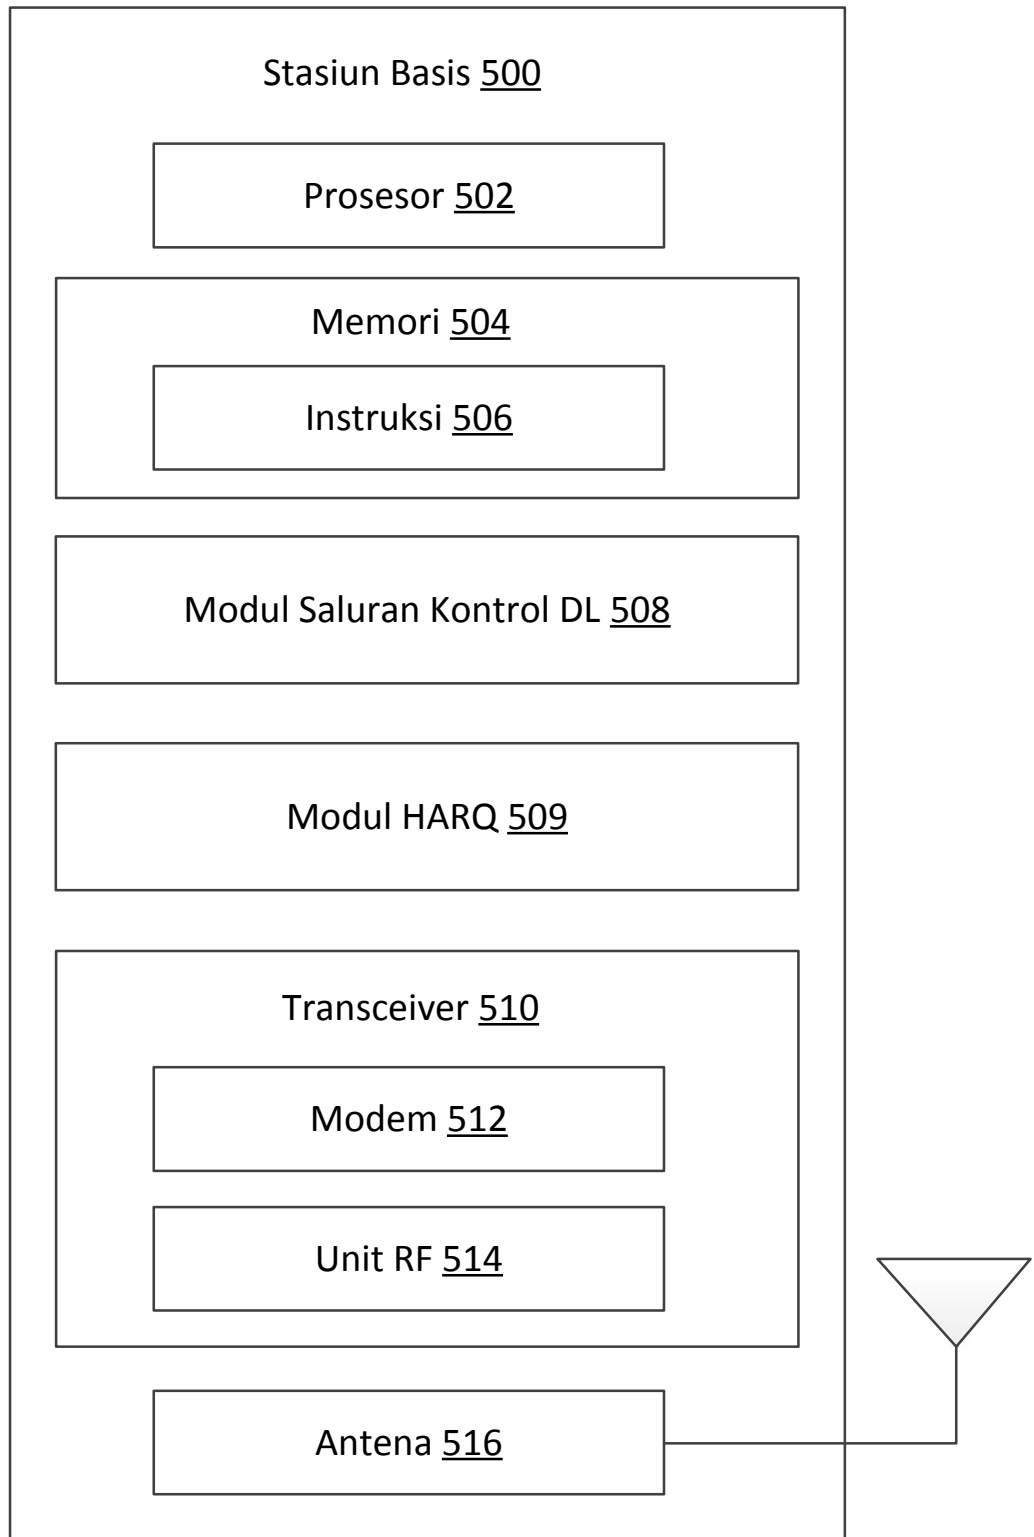 Stasiun Basis 500
Prosesor 502
Memori 504
Instruksi 506
Modul Saluran Kontrol DL 508
Modul HARQ 509
Transceiver 510
Modem 512
Unit RF 514
Antena 516